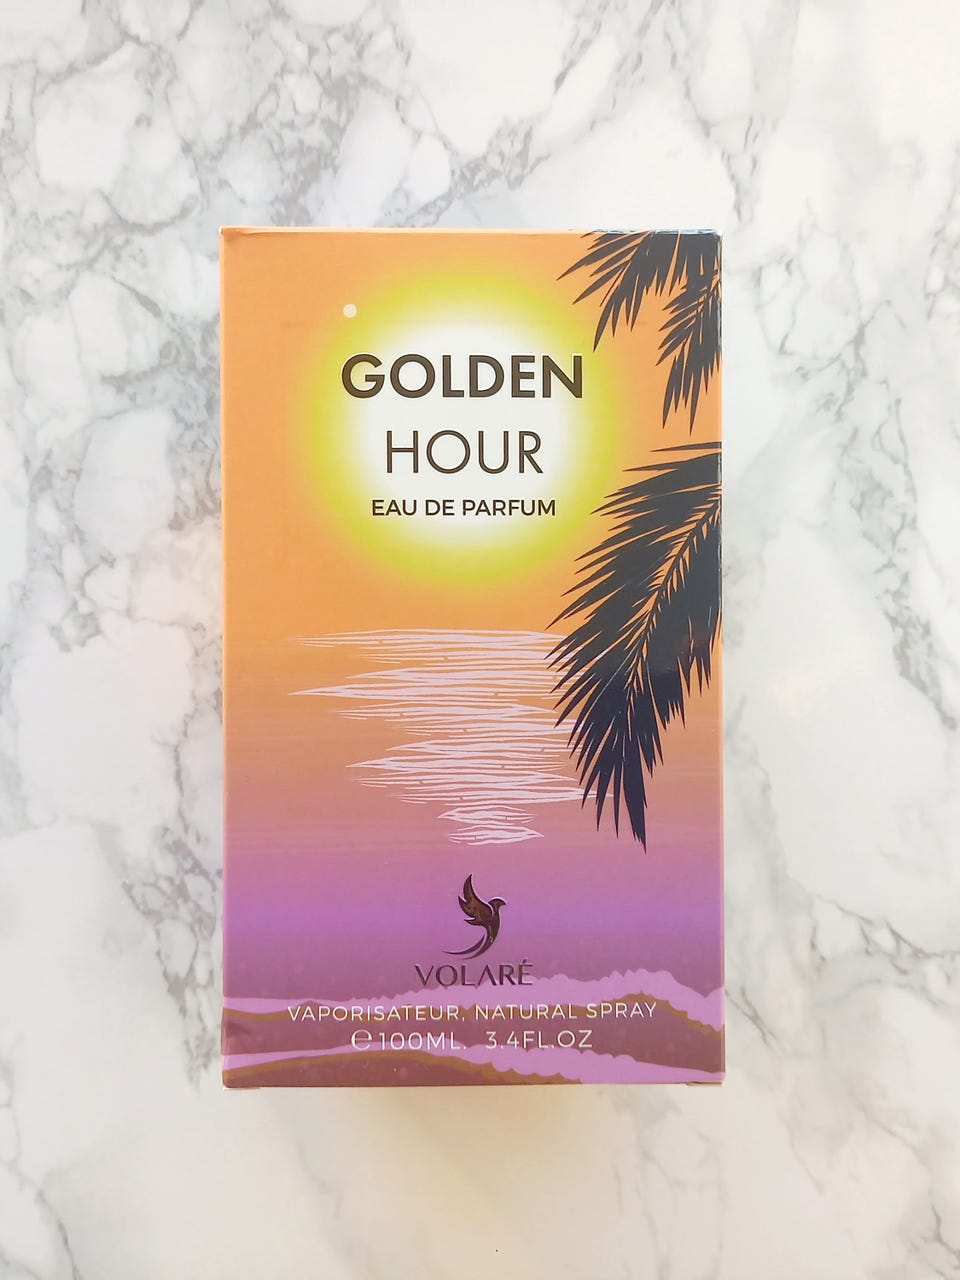 GOLDEN
HOUR
EAU DE PARFUM
VOLARÉ
VAPORISATEUR, NATURAL SPRAY
℮100ML. 3.4FL.OZ